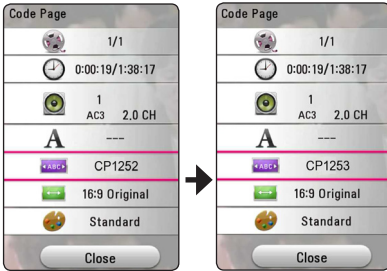 Code Page
1/1
0:00:19/1:38:17
1
AC3 2.0 CH
A
---
ABC
CP1252
16:9 Original
Standard
Close
Code Page
1/1
0:00:19/1:38:17
1
AC3 2.0 CH
A
---
ABC
CP1253
16:9 Original
Standard
Close